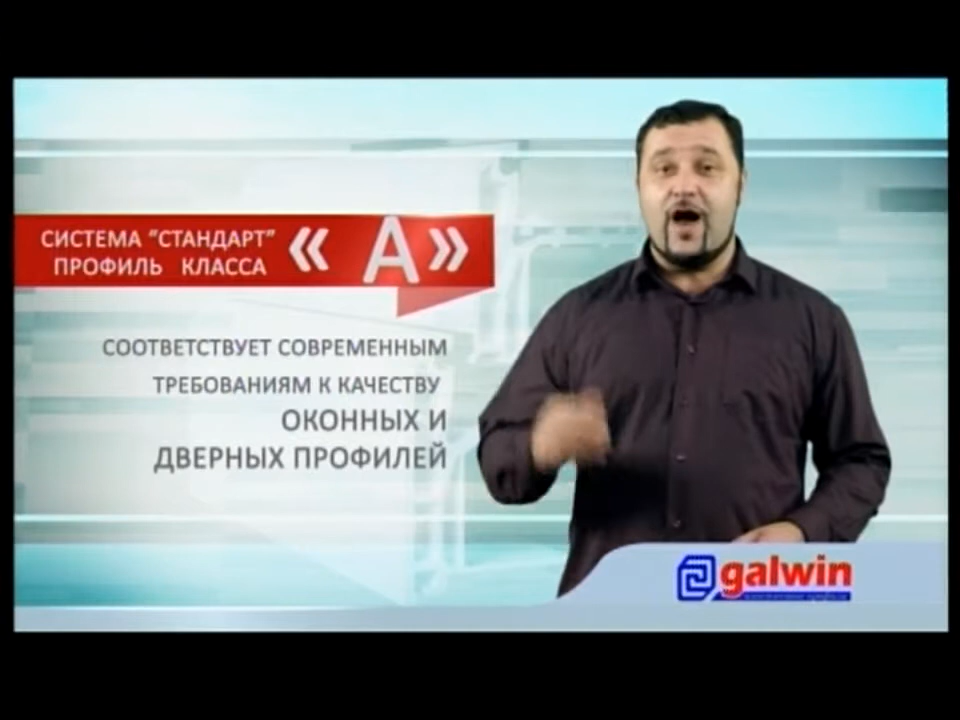 СИСТЕМА "СТАНДАРТ"
ПРОФИЛЬ КЛАССА « А»
СООТВЕТСТВУЕТ СОВРЕМЕННЫМ
ТРЕБОВАНИЯМ К КАЧЕСТВУ
ОКОННЫХ И
ДВЕРНЫХ ПРОФИЛЕЙ
galwin